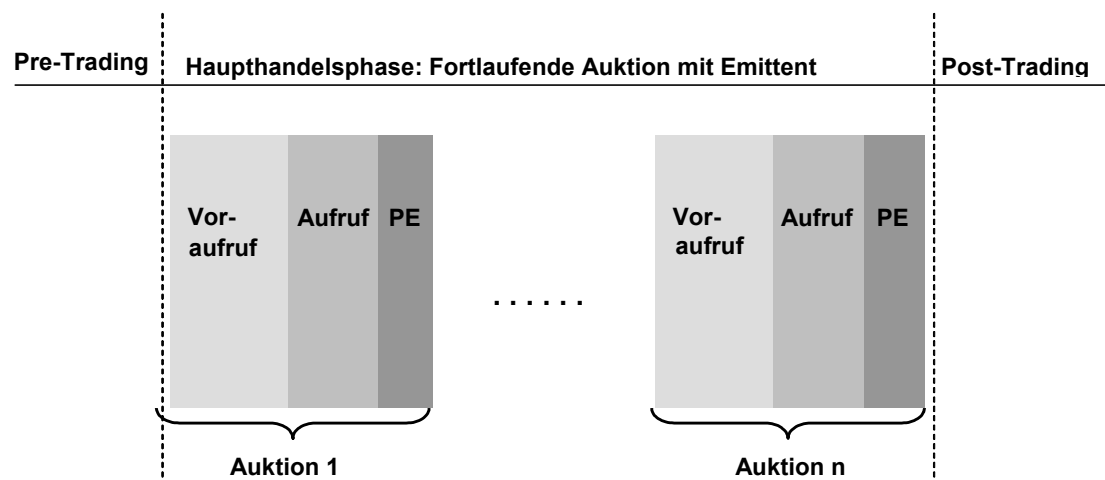 Pre-Trading
Haupthandelsphase: Fortlaufende Auktion mit Emittent
Post-Trading
Vor-
aufruf
Aufruf
PE
......
Vor-
aufruf
Aufruf
PE
Auktion 1
Auktion n